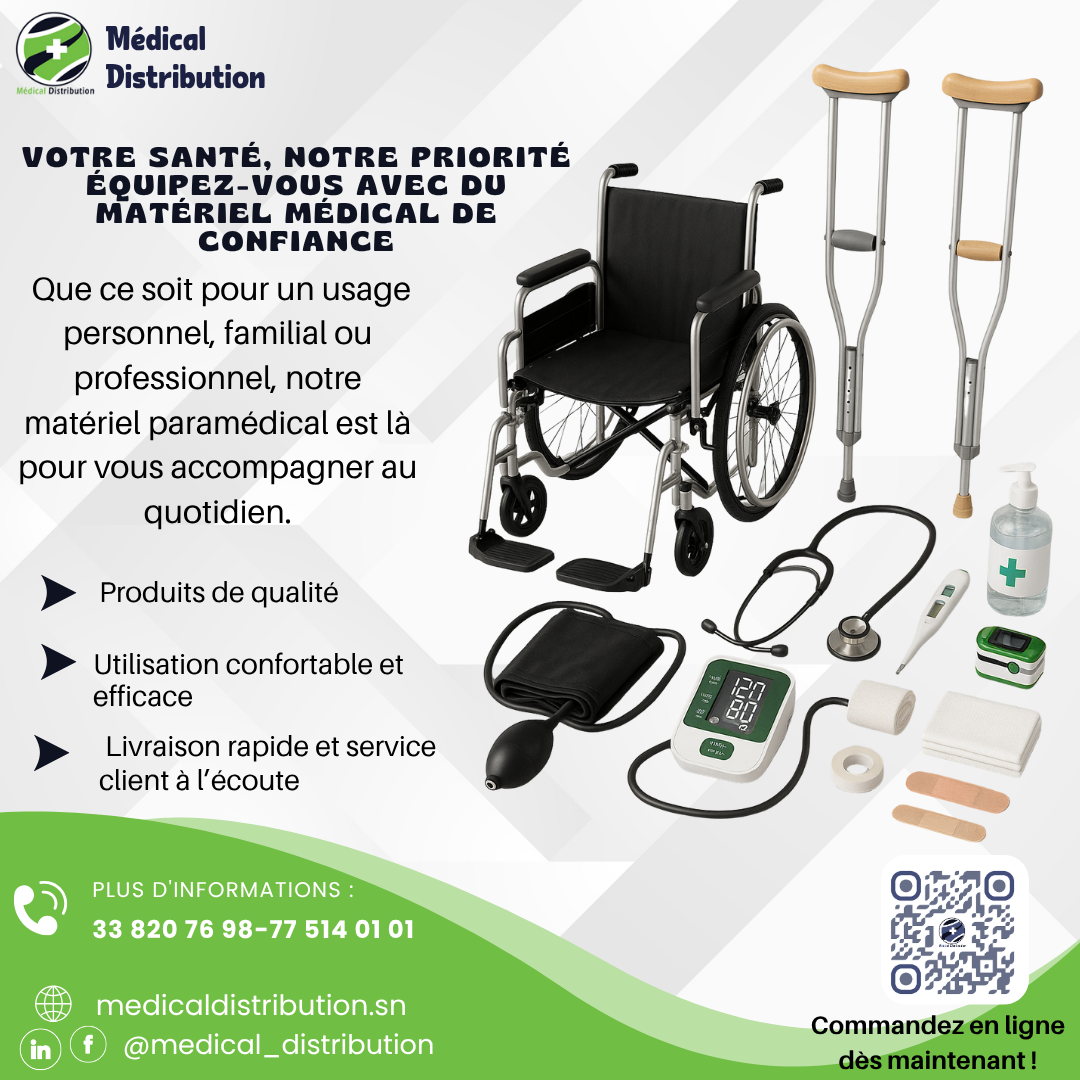 Médical
Distribution
Médical Distribution
VOTRE SANTÉ, NOTRE PRIORITÉ
ÉQUIPEZ-VOUS AVEC DU
MATÉRIEL MÉDICAL DE
CONFIANCE
Que ce soit pour un usage
personnel, familial ou
professionnel, notre
matériel paramédical est là
pour vous accompagner au
quotidien.
Produits de qualité
Utilisation confortable et
efficace
Livraison rapide et service
client à l’écoute
120
80
PLUS D'INFORMATIONS :
33 820 76 98-77 514 01 01
medicaldistribution.sn
in f @medical_distribution
Commandez en ligne
dès maintenant !